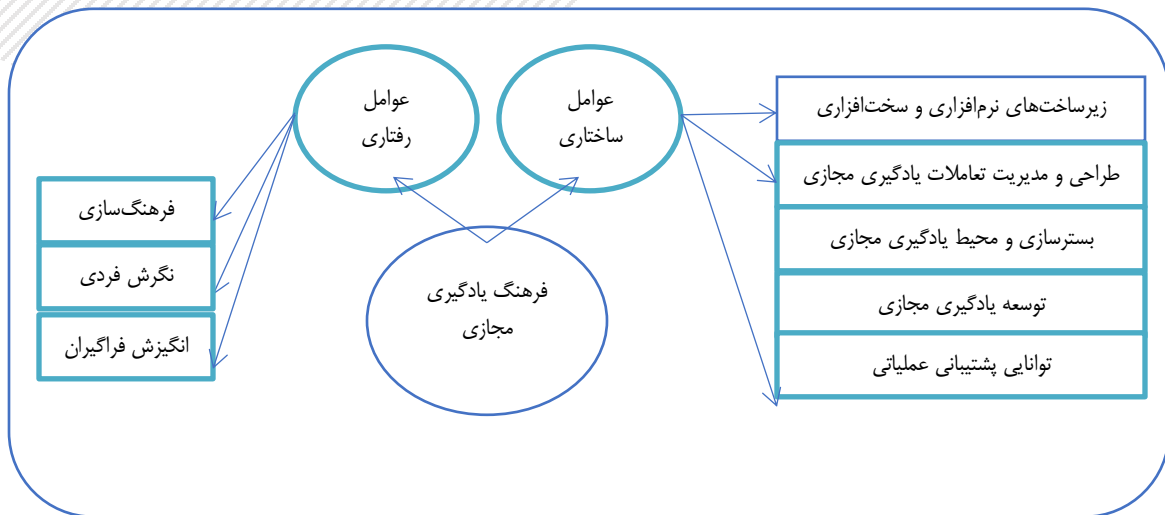 عوامل
ساختاری
عوامل
رفتاری
زیرساخت‌های نرم‌افزاری و سخت‌افزاری
طراحی و مدیریت تعاملات یادگیری مجازی
بسترسازی و محیط یادگیری مجازی
توسعه یادگیری مجازی
توانایی پشتیبانی عملیاتی
فرهنگ یادگیری
مجازی
فرهنگ‌سازی
نگرش فردی
انگیزش فراگیران